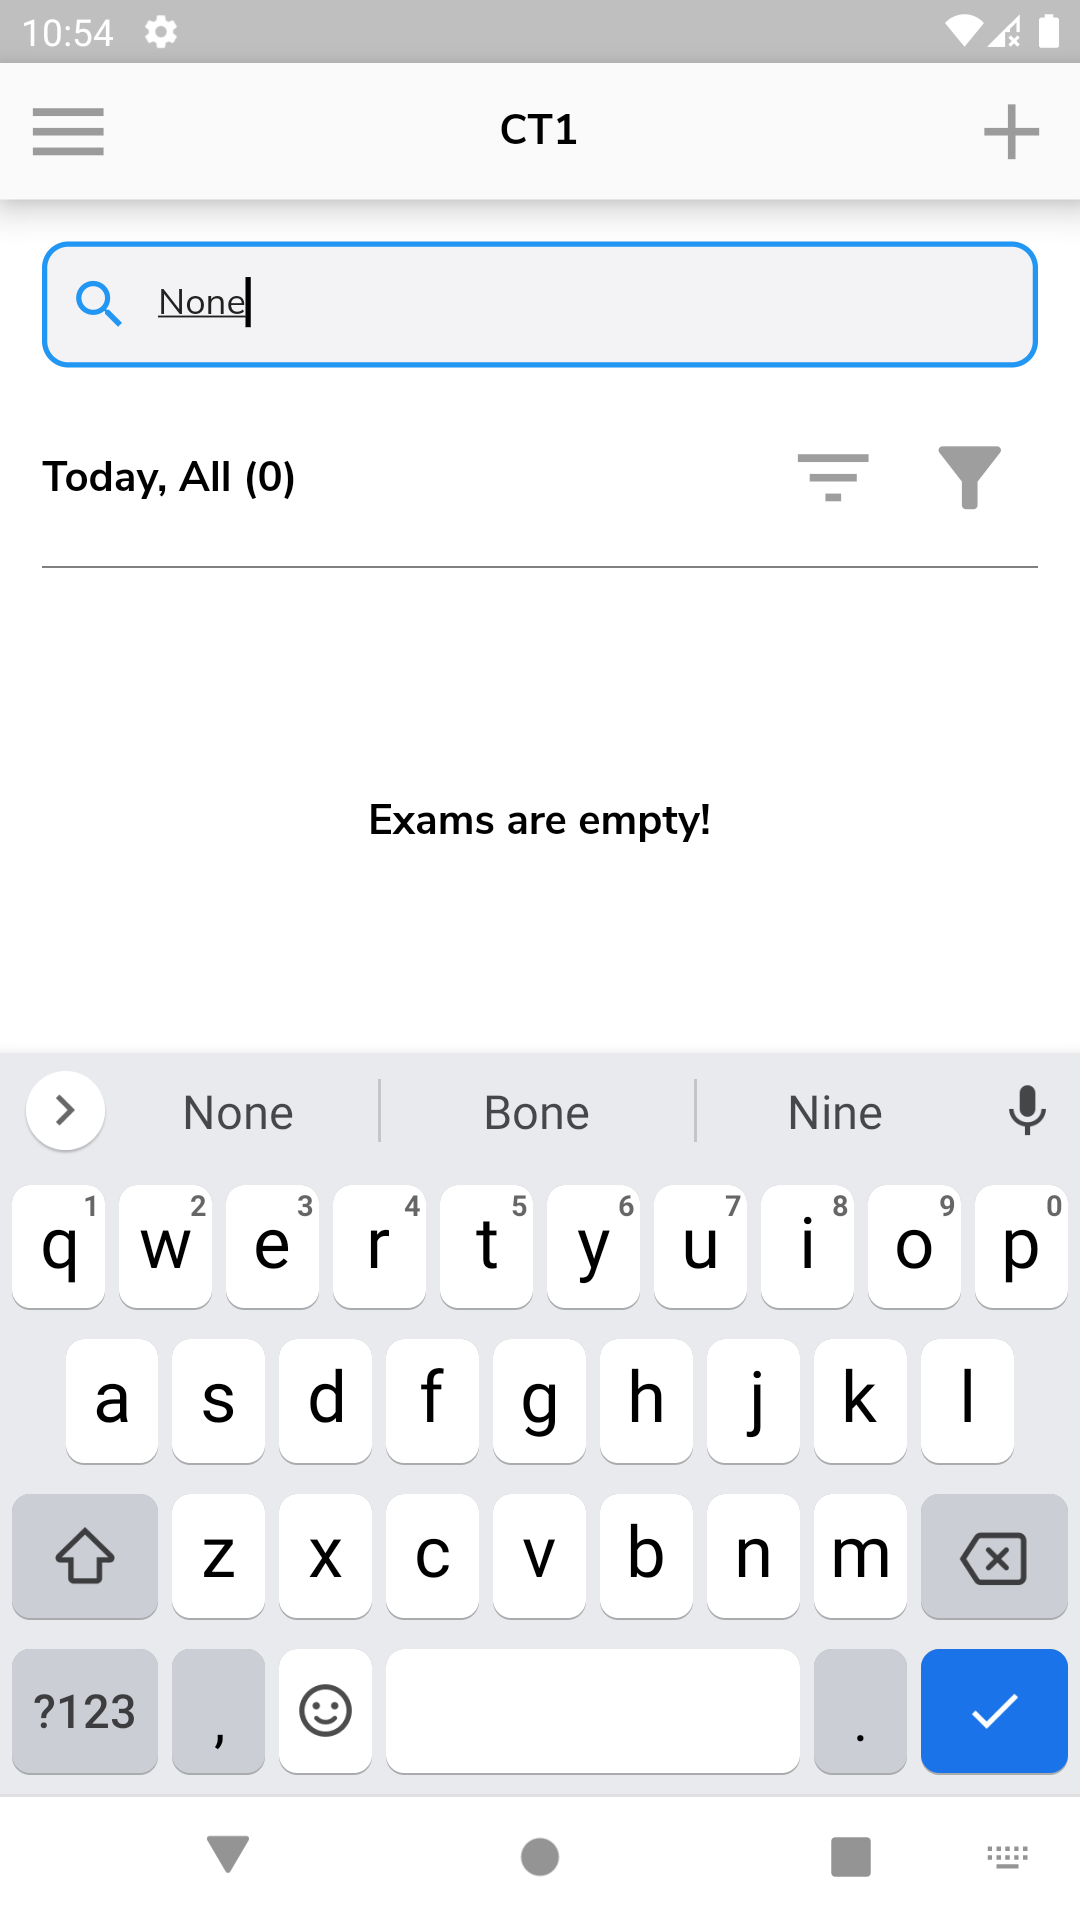 10:54
CT1
None
Today, All (0)
Exams are empty!
None Bone Nine
q 1 w 2 e 3 r 4 t 5 y 6 u 7 i 8 o 9 p 0
a s d f g h j k l
z x c v b n m
?123 , .